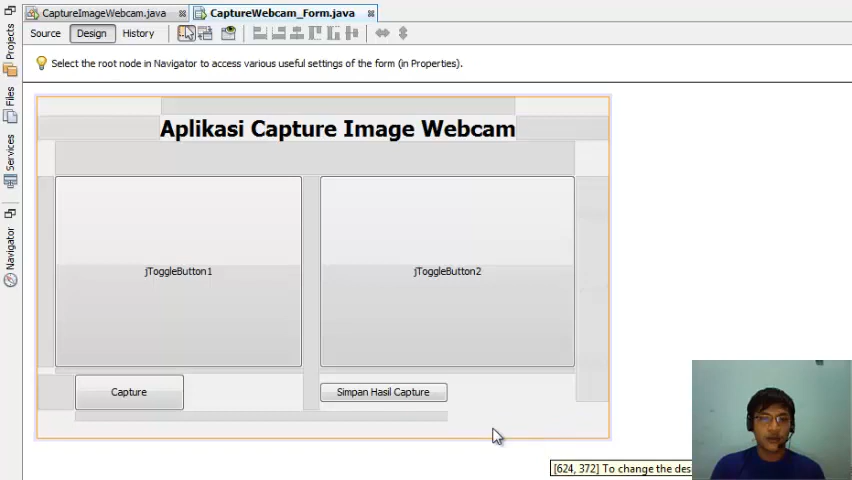 CaptureImageWebcam.java
CaptureWebcam_Form.java
Source
Design
History
Select the root node in Navigator to access various useful settings of the form (in Properties).
Projects
Files
Services
Navigator
Aplikasi Capture Image Webcam
jToggleButton1
jToggleButton2
Capture
Simpan Hasil Capture
[624, 372] To change the des